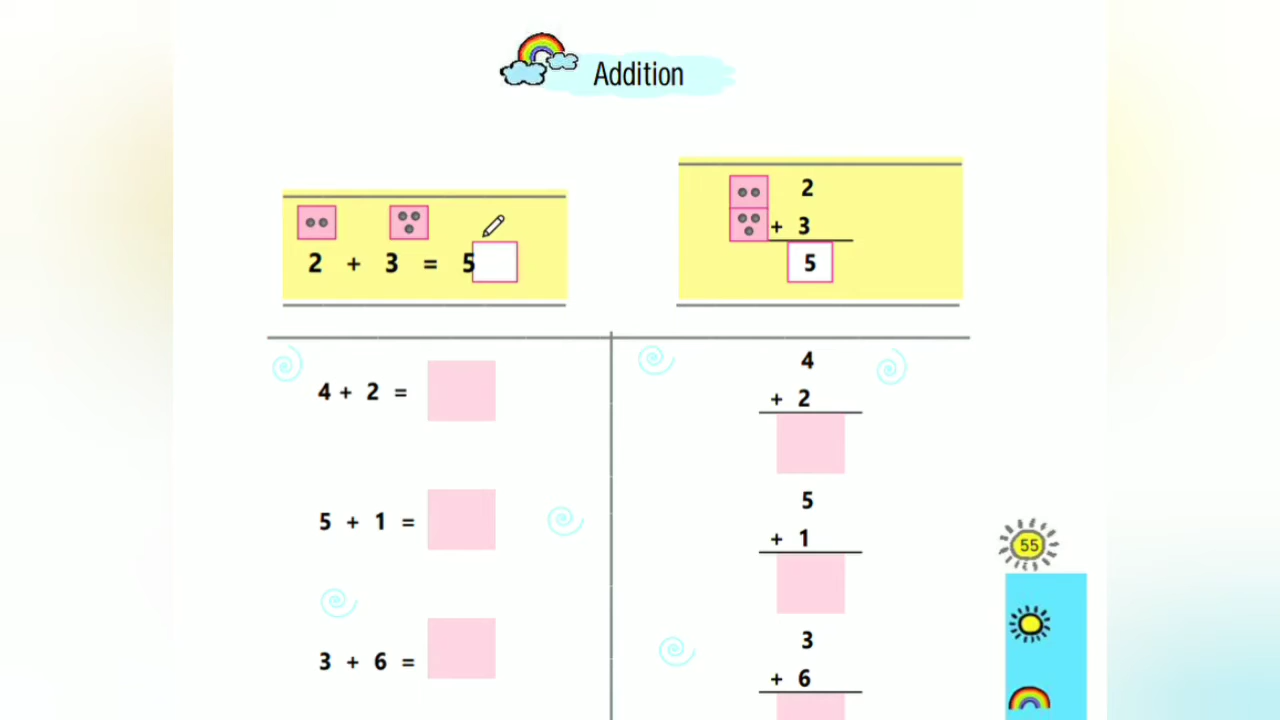 Addition
2 + 3 = 5
2
+ 3
5
4 + 2 =
5 + 1 =
3 + 6 =
4
+ 2
5
+ 1
3
+ 6
55